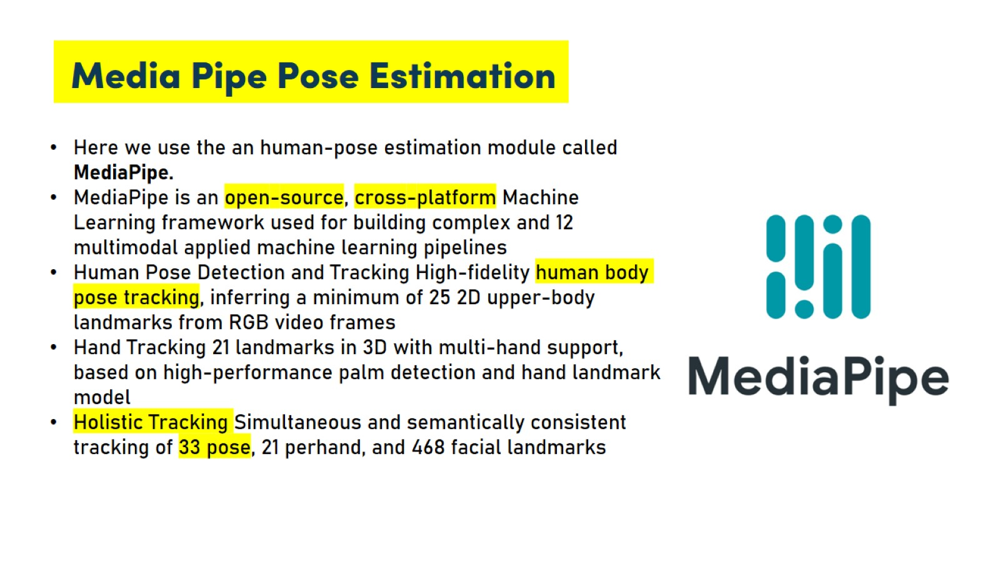 Media Pipe Pose Estimation
• Here we use the an human-pose estimation module called
MediaPipe.
• MediaPipe is an open-source, cross-platform Machine
Learning framework used for building complex and 12
multimodal applied machine learning pipelines
• Human Pose Detection and Tracking High-fidelity human body
pose tracking, inferring a minimum of 25 2D upper-body
landmarks from RGB video frames
• Hand Tracking 21 landmarks in 3D with multi-hand support,
based on high-performance palm detection and hand landmark
model
• Holistic Tracking Simultaneous and semantically consistent
tracking of 33 pose, 21 perhand, and 468 facial landmarks
MediaPipe